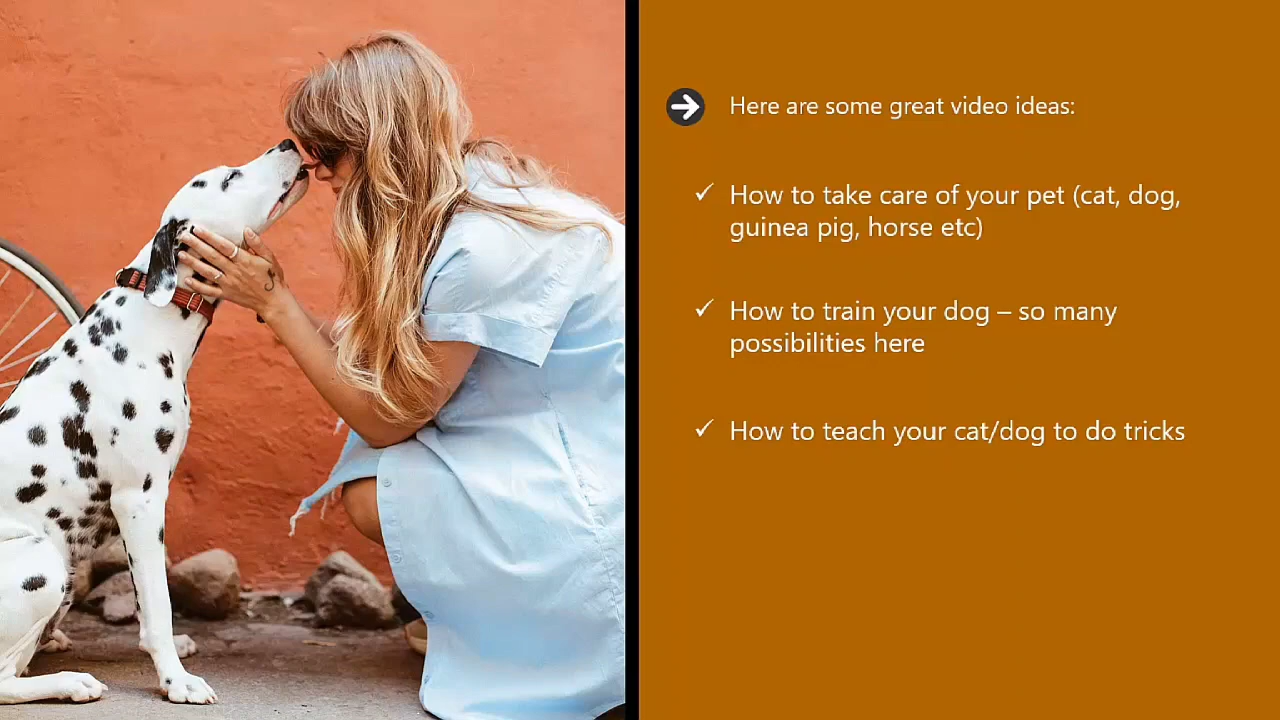 Here are some great video ideas:
How to take care of your pet (cat, dog,
guinea pig, horse etc)
How to train your dog – so many
possibilities here
How to teach your cat/dog to do tricks